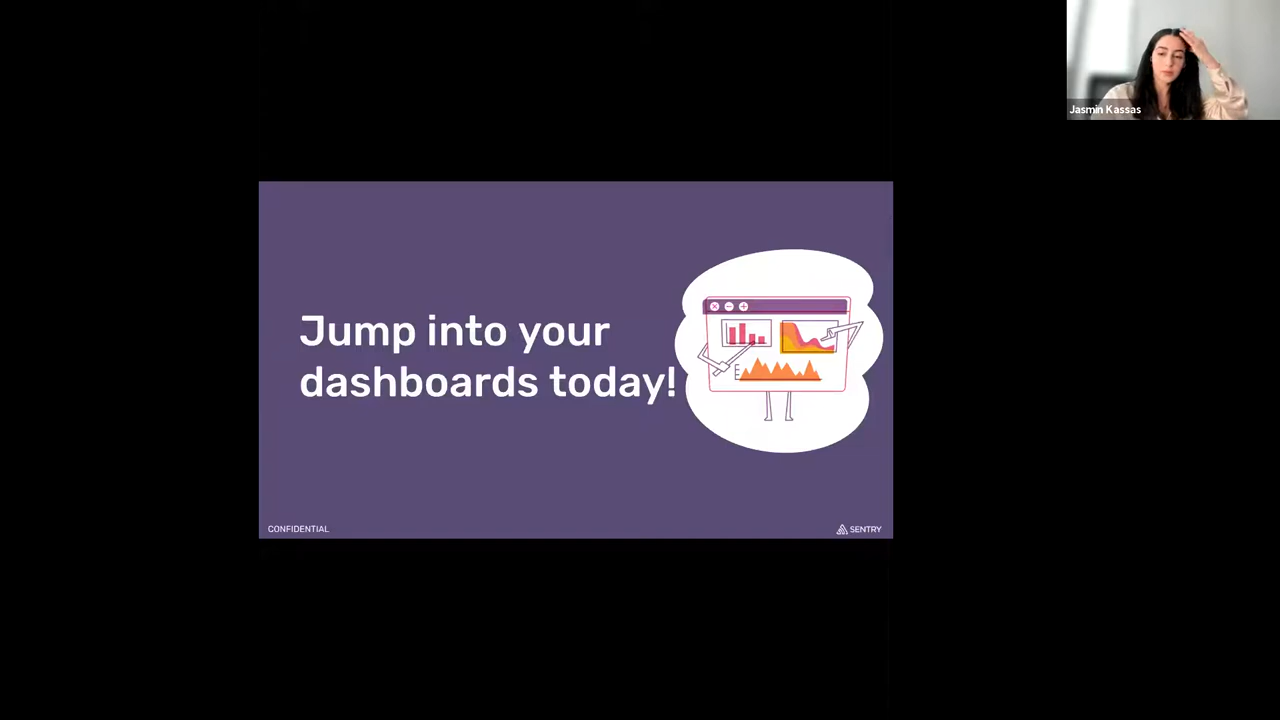 Jasmin Kassas
Jump into your
dashboards today!
CONFIDENTIAL
SENTRY